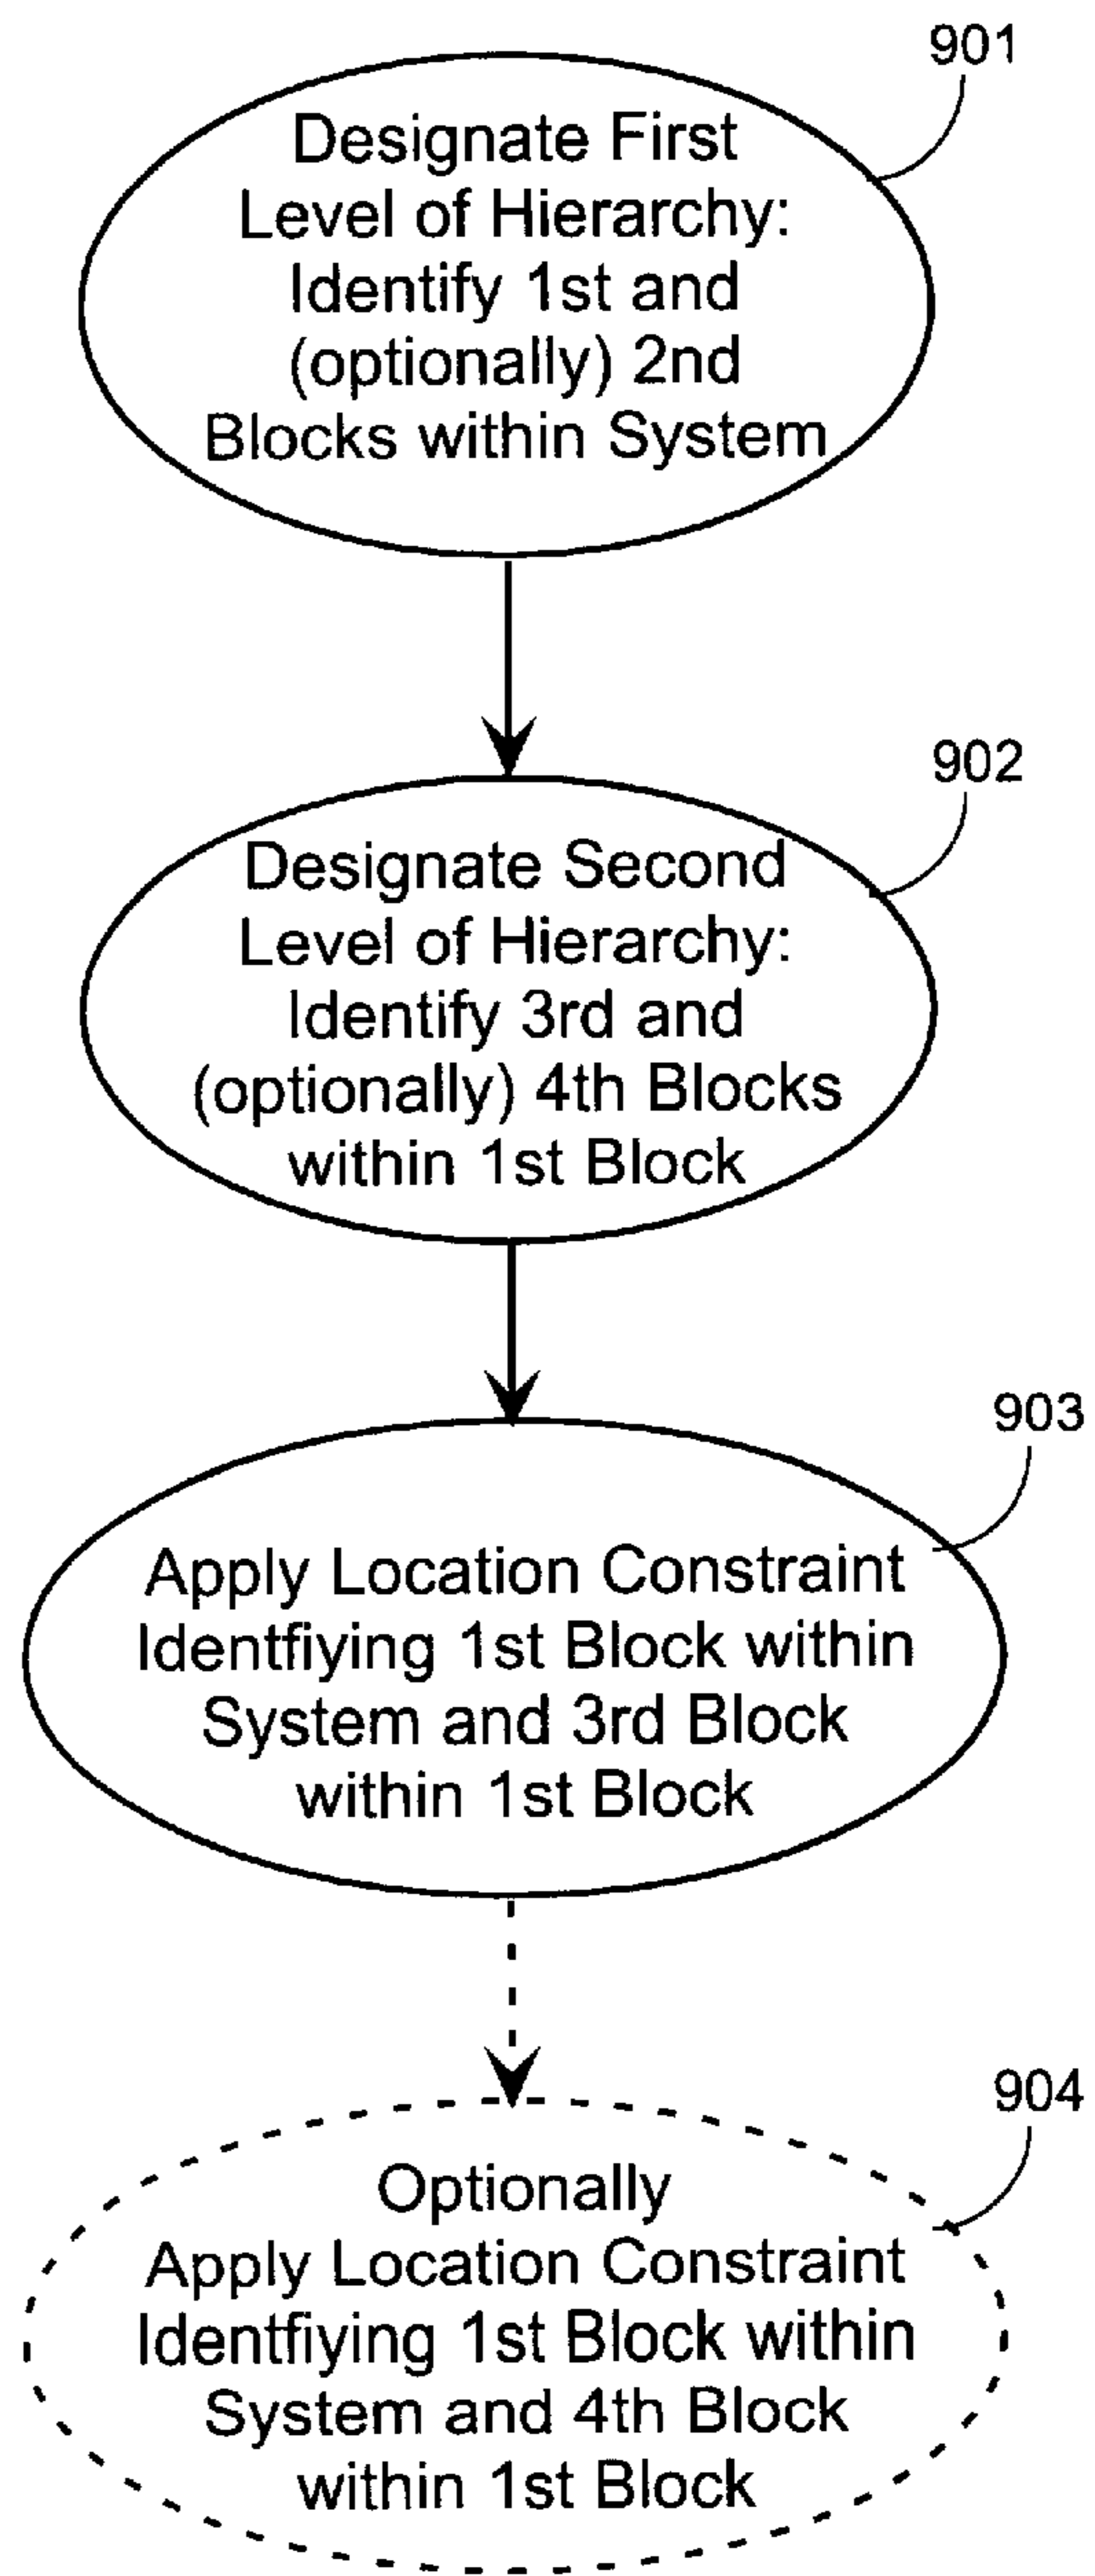 901
Designate First
Level of Hierarchy:
Identify 1st and
(optionally) 2nd
Blocks within System
902
Designate Second
Level of Hierarchy:
Identify 3rd and
(optionally) 4th Blocks
within 1st Block
903
Apply Location Constraint
Identfiying 1st Block within
System and 3rd Block
within 1st Block
904
Optionally
Apply Location Constraint
Identfiying 1st Block within
System and 4th Block
within 1st Block